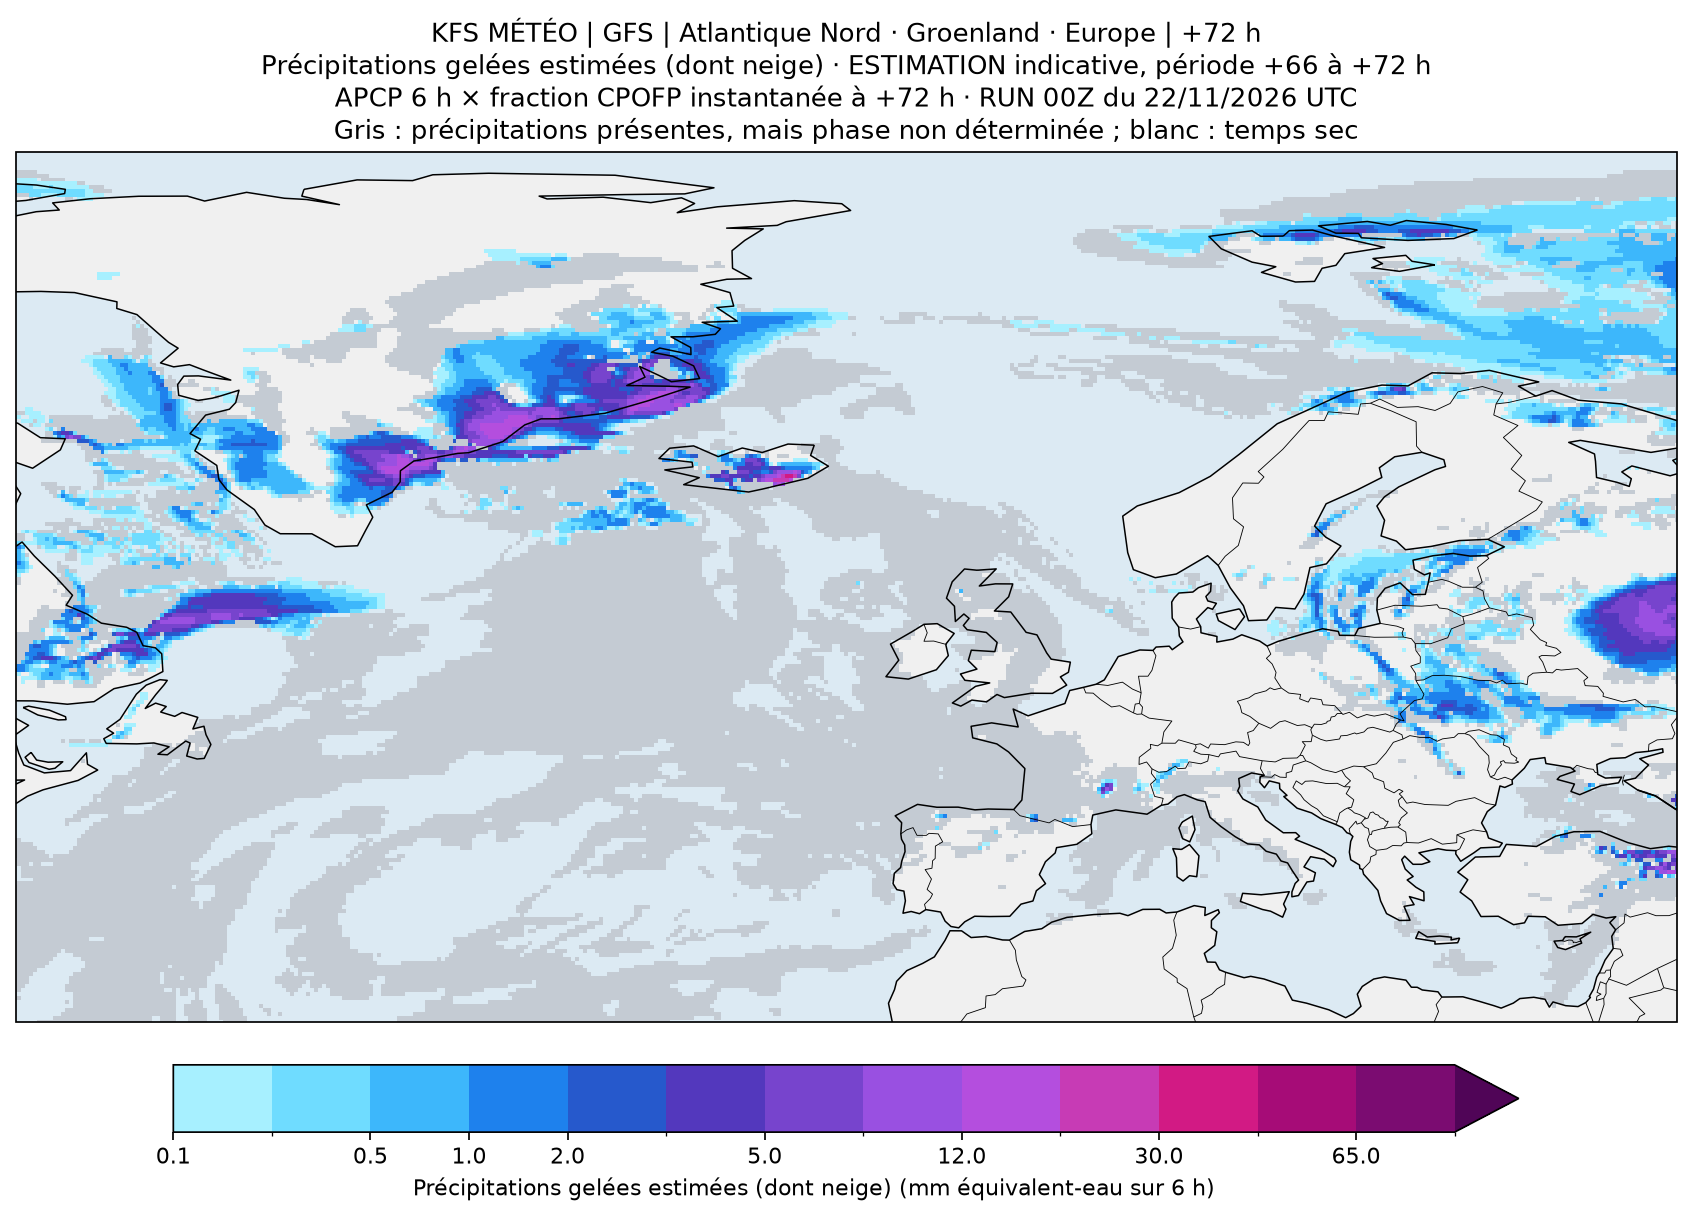 KFS MÉTÉO | GFS | Atlantique Nord · Groenland · Europe | +72 h
Précipitations gelées estimées (dont neige) · ESTIMATION indicative, période +66 à +72 h
APCP 6 h × fraction CPOFP instantanée à +72 h · RUN 00Z du 22/11/2026 UTC
Gris : précipitations présentes, mais phase non déterminée ; blanc : temps sec
0.1 0.5 1.0 2.0 5.0 12.0 30.0 65.0
Précipitations gelées estimées (dont neige) (mm équivalent-eau sur 6 h)